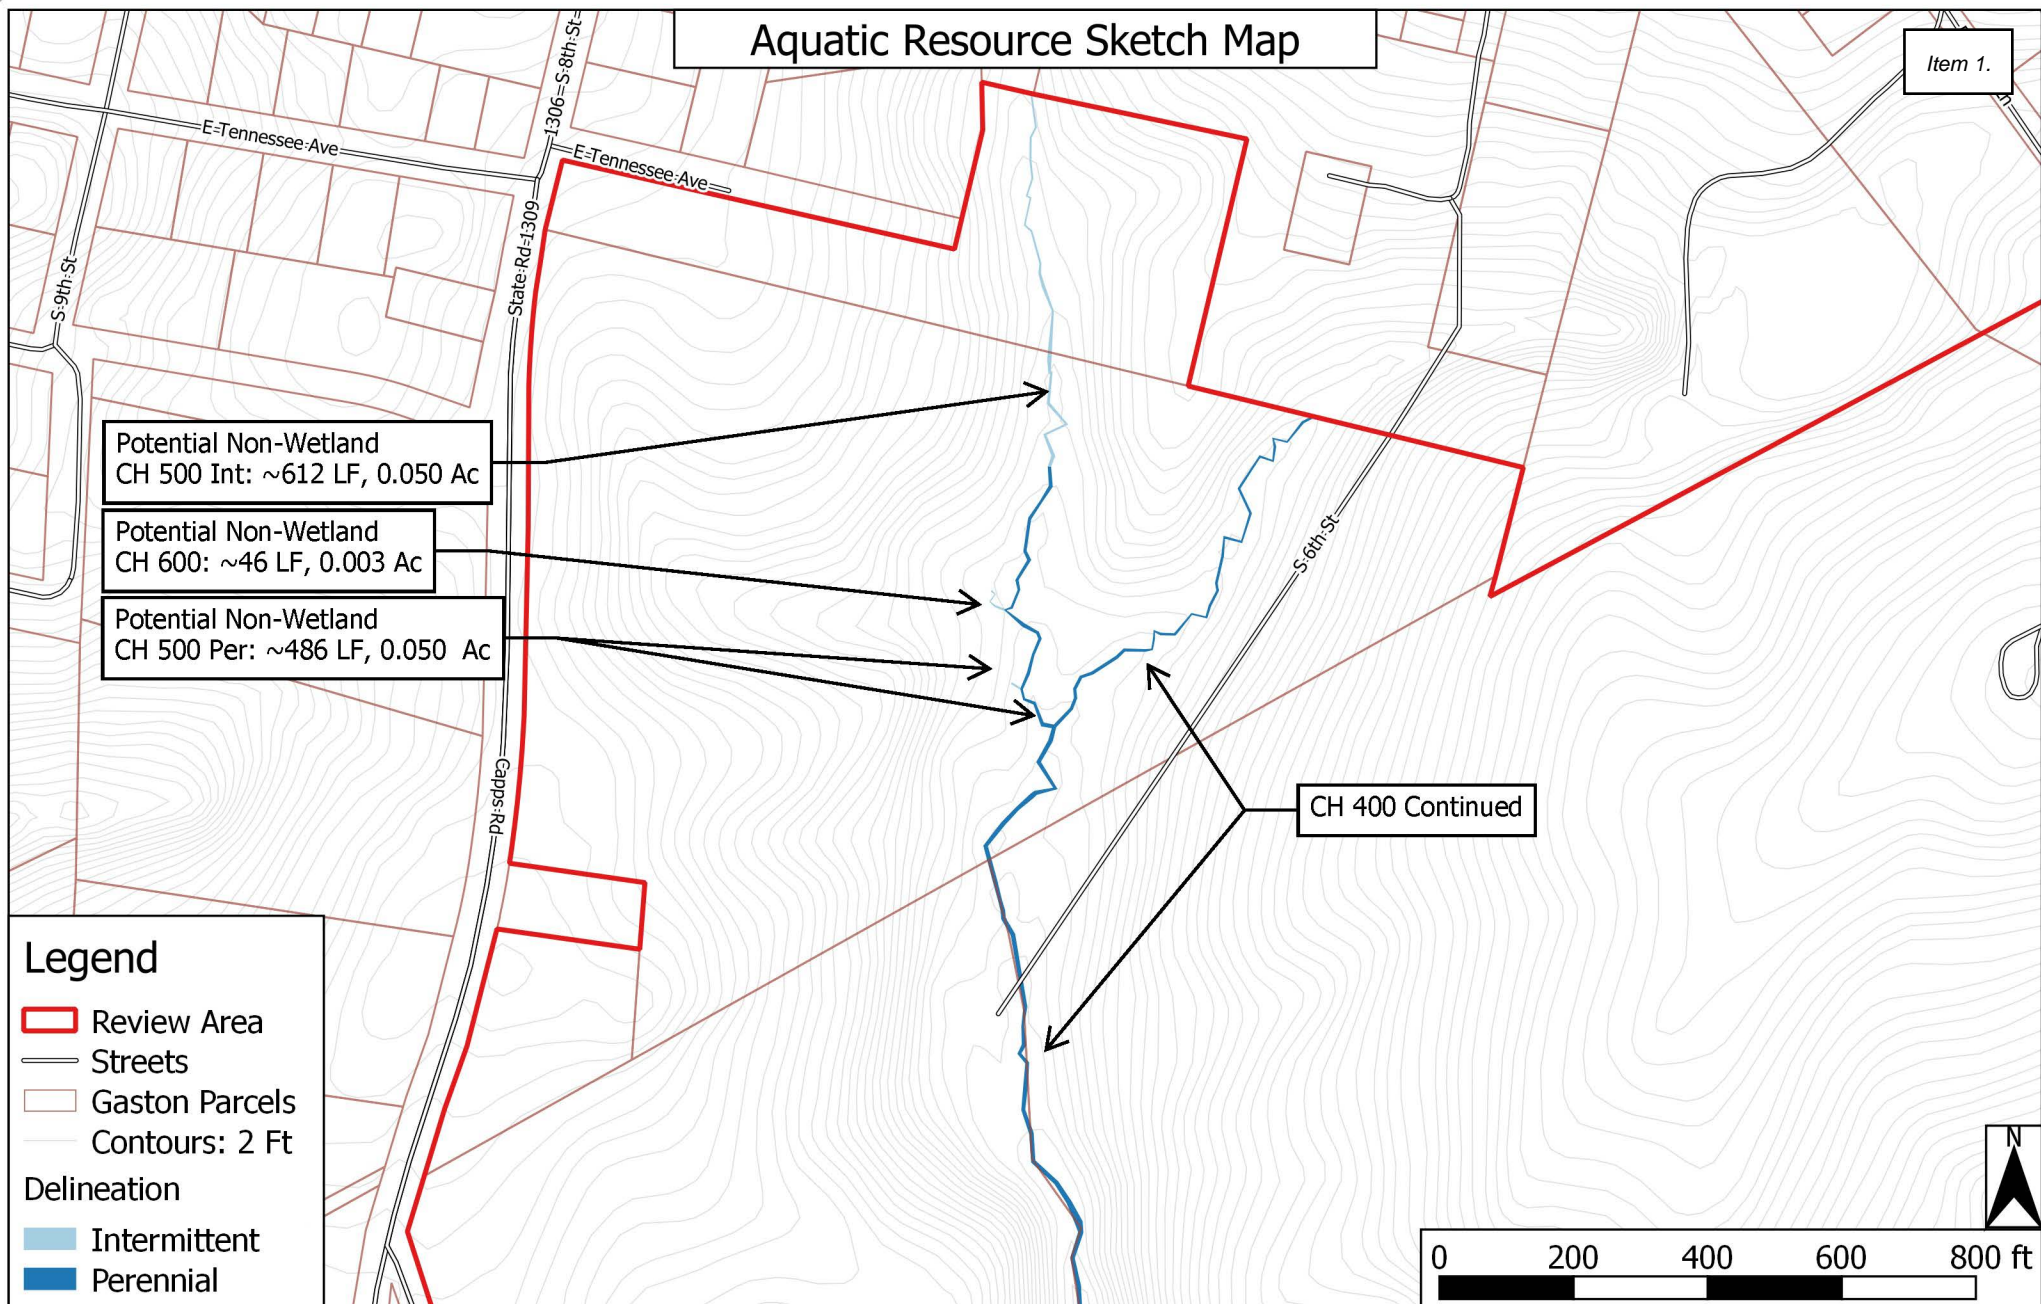 Aquatic Resource Sketch Map
Item 1.
1306
S 8th St
E Tennessee Ave
E Tennessee Ave
State Rd 1309
S 9th St
Potential Non-Wetland
CH 500 Int: ~612 LF, 0.050 Ac
Potential Non-Wetland
CH 600: ~46 LF, 0.003 Ac
Potential Non-Wetland
CH 500 Per: ~486 LF, 0.050 Ac
S 6th St
Capps Rd
CH 400 Continued
Legend
Review Area
Streets
Gaston Parcels
Contours: 2 Ft
Delineation
Intermittent
Perennial
N
0 200 400 600 800 ft